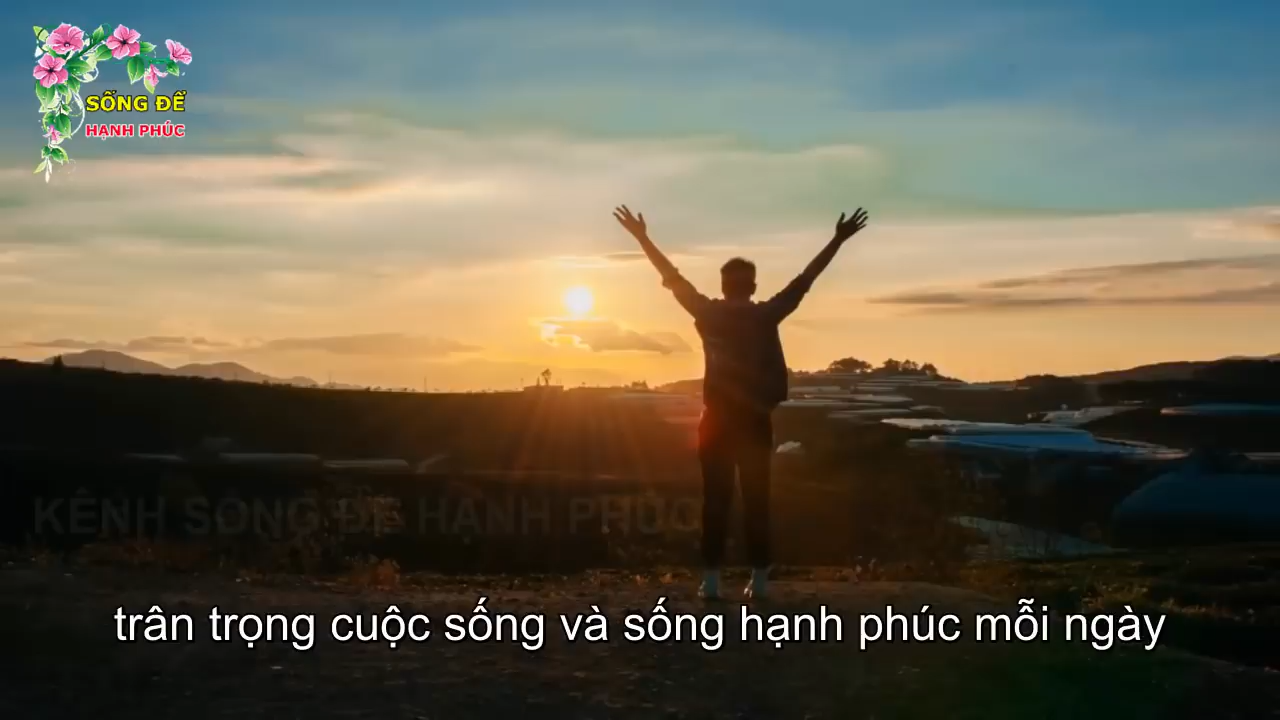 SỐNG ĐỂ
HẠNH PHÚC
KÊNH SỐNG ĐỂ HẠNH PHÚC
trân trọng cuộc sống và sống hạnh phúc mỗi ngày